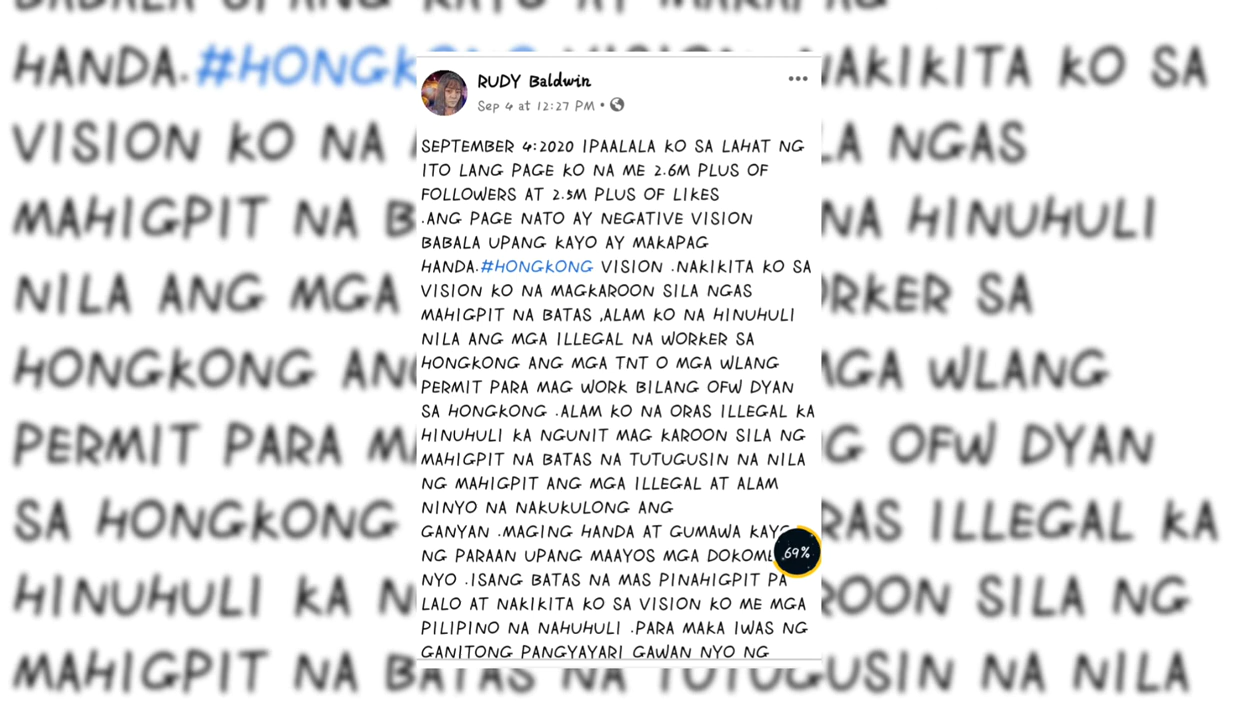 RUDY Baldwin
Sep 4 at 12:27 PM •
SEPTEMBER 4:2020 IPAALALA KO SA LAHAT NG
ITO LANG PAGE KO NA ME 2.6M PLUS OF
FOLLOWERS AT 2.5M PLUS OF LIKES
.ANG PAGE NATO AY NEGATIVE VISION
BABALA UPANG KAYO AY MAKAPAG
HANDA.#HONGKONG VISION .NAKIKITA KO SA
VISION KO NA MAGKAROON SILA NGAS
MAHIGPIT NA BATAS ,ALAM KO NA HINUHULI
NILA ANG MGA ILLEGAL NA WORKER SA
HONGKONG ANG MGA TNT O MGA WLANG
PERMIT PARA MAG WORK BILANG OFW DYAN
SA HONGKONG .ALAM KO NA ORAS ILLEGAL KA
HINUHULI KA NGUNIT MAG KAROON SILA NG
MAHIGPIT NA BATAS NA TUTUGUSIN NA NILA
NG MAHIGPIT ANG MGA ILLEGAL AT ALAM
NINYO NA NAKUKULONG ANG
GANYAN .MAGING HANDA AT GUMAWA
NG PARAAN UPANG MAAYOS MGA
69%
NYO .ISANG BATAS NA MAS PINAHIGPIT PA
LALO AT NAKIKITA KO SA VISION KO ME MGA
PILIPINO NA NAHUHULI .PARA MAKA IWAS NG
GANITONG PANGYAYARI GAWAN NYO NG